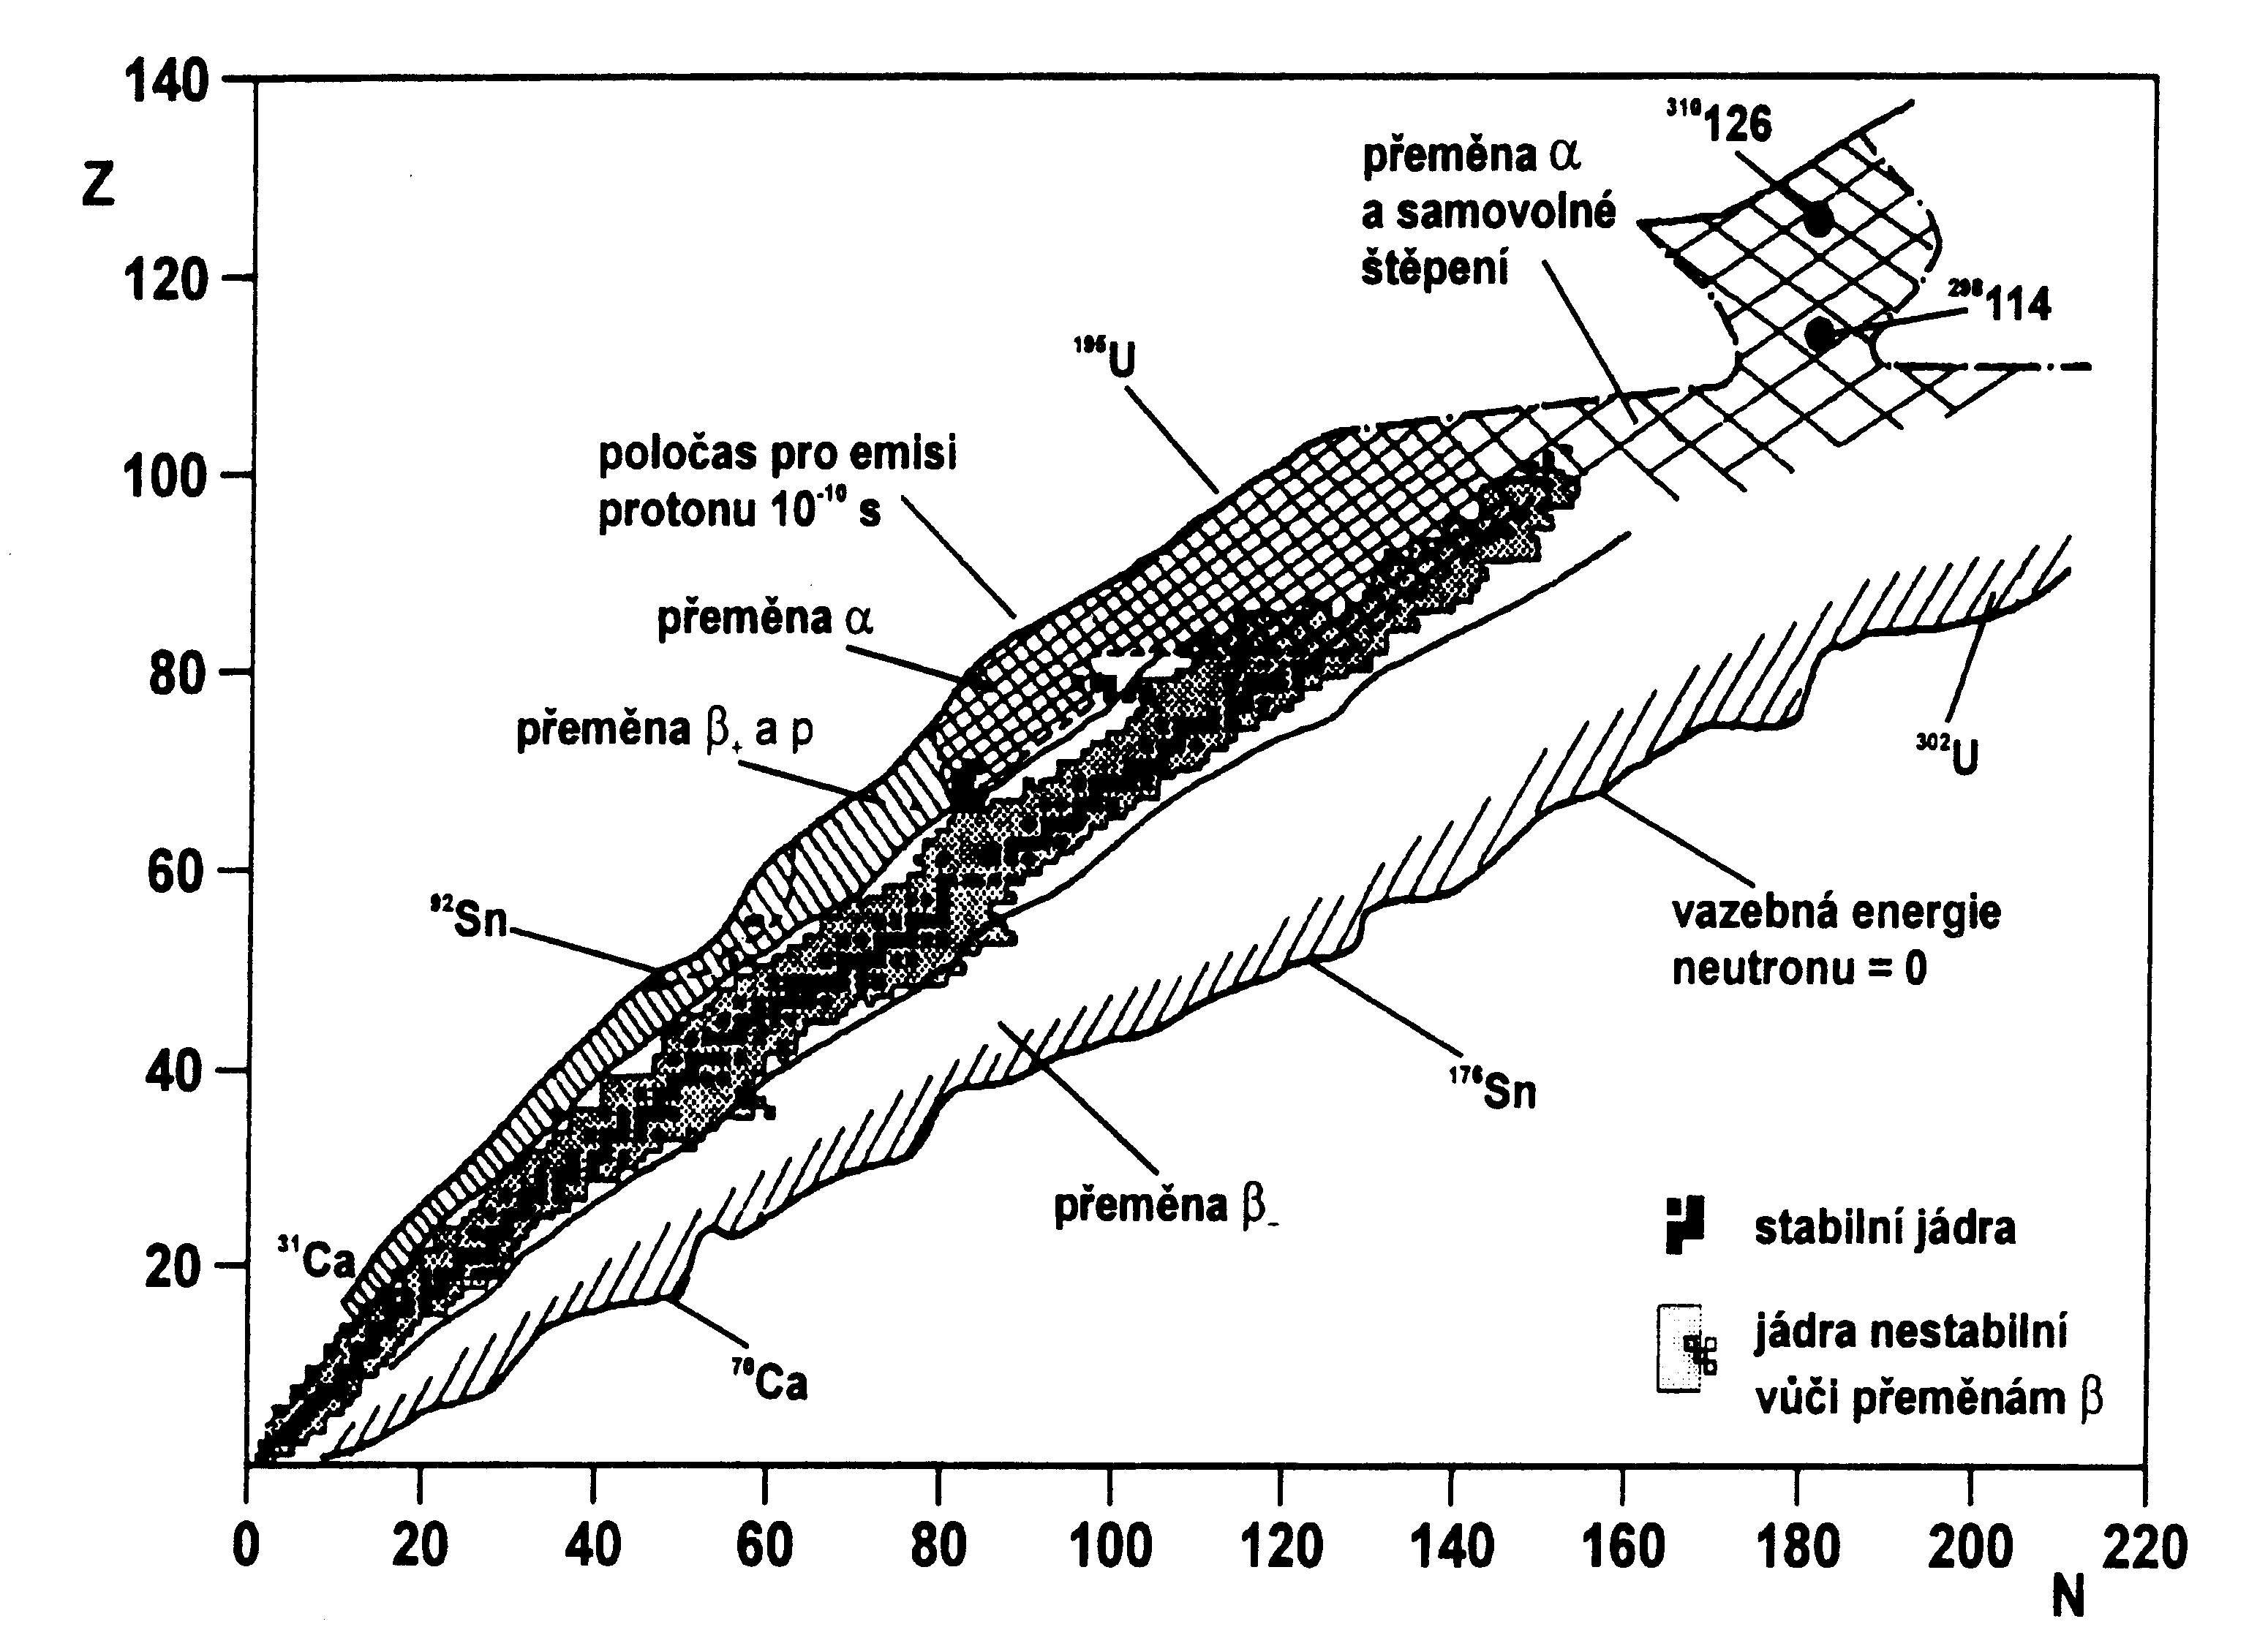 140
120
100
80
60
40
20
Z
³¹⁰126
přeměna α
a samovolné
štěpení
²⁹⁸114
¹⁹⁵U
poločas pro emisi
protonu 10⁻¹⁰ s
přeměna α
přeměna β₊ a p
³⁰²U
⁹²Sn
vazebná energie
neutronu = 0
¹⁷⁶Sn
přeměna β₋
³¹Ca
⁷⁰Ca
stabilní jádra
jádra nestabilní
vůči přeměnám β
0 20 40 60 80 100 120 140 160 180 200 220
N